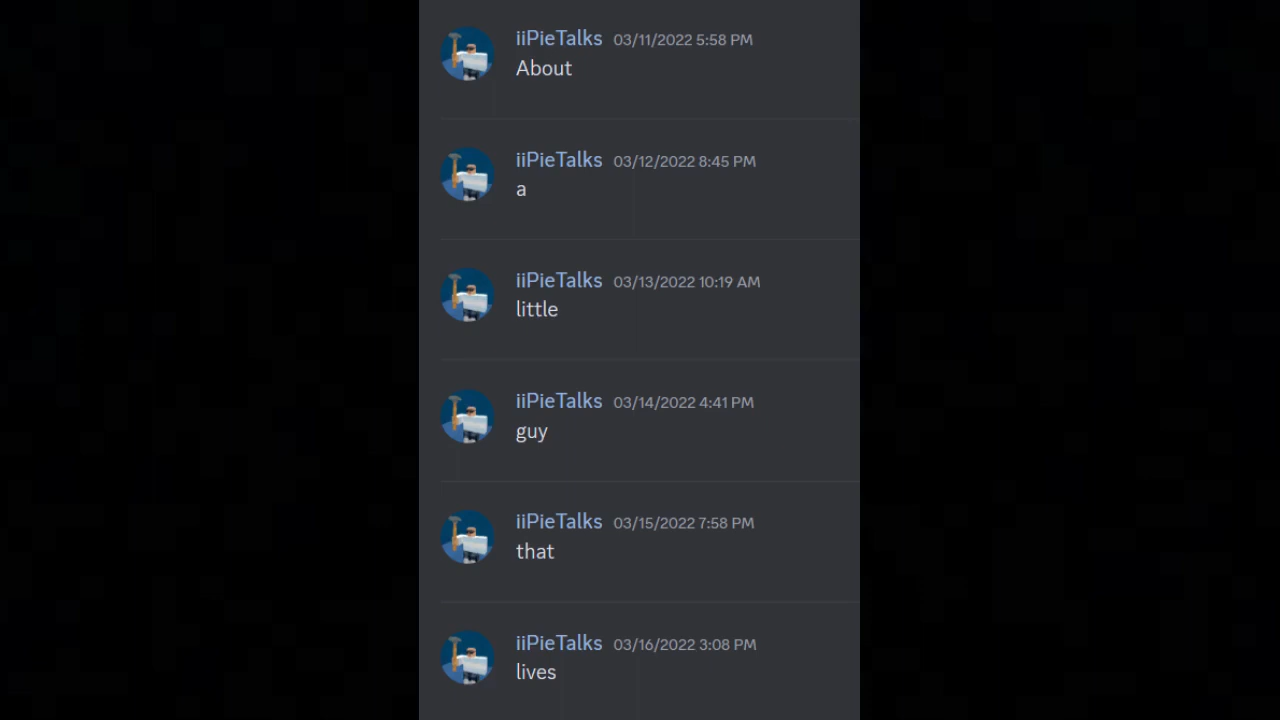 iiPieTalks 03/11/2022 5:58 PM
About
iiPieTalks 03/12/2022 8:45 PM
a
iiPieTalks 03/13/2022 10:19 AM
little
iiPieTalks 03/14/2022 4:41 PM
guy
iiPieTalks 03/15/2022 7:58 PM
that
iiPieTalks 03/16/2022 3:08 PM
lives